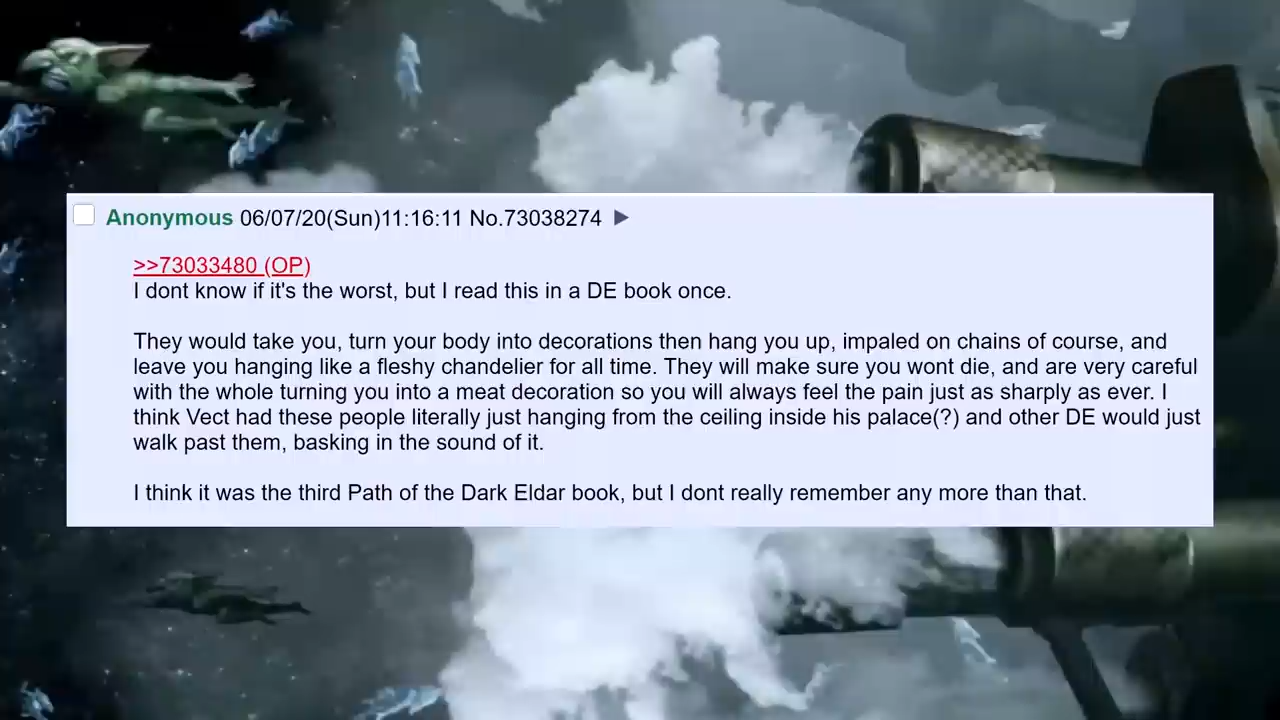 Anonymous 06/07/20(Sun)11:16:11 No.73038274 ▶
>>73033480 (OP)
I dont know if it's the worst, but I read this in a DE book once.
They would take you, turn your body into decorations then hang you up, impaled on chains of course, and
leave you hanging like a fleshy chandelier for all time. They will make sure you wont die, and are very careful
with the whole turning you into a meat decoration so you will always feel the pain just as sharply as ever. I
think Vect had these people literally just hanging from the ceiling inside his palace(?) and other DE would just
walk past them, basking in the sound of it.
I think it was the third Path of the Dark Eldar book, but I dont really remember any more than that.